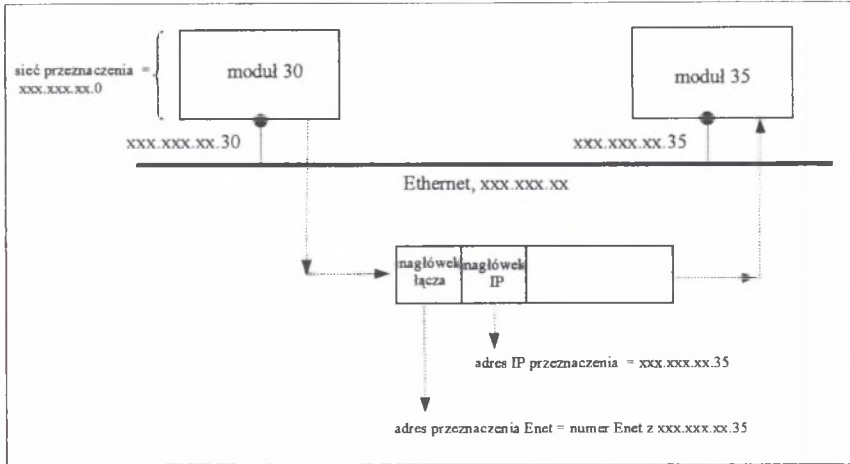 sieć przeznaczenia =
xxx.xxx.xx.0
moduł 30
moduł 35
xxx.xxx.xx.30
xxx.xxx.xx.35
Ethernet, xxx.xxx.xx
nagłówek
łącza
nagłówek
IP
adres IP przeznaczenia = xxx.xxx.xx.35
adres przeznaczenia Enet = numer Enet z xxx.xxx.xx.35